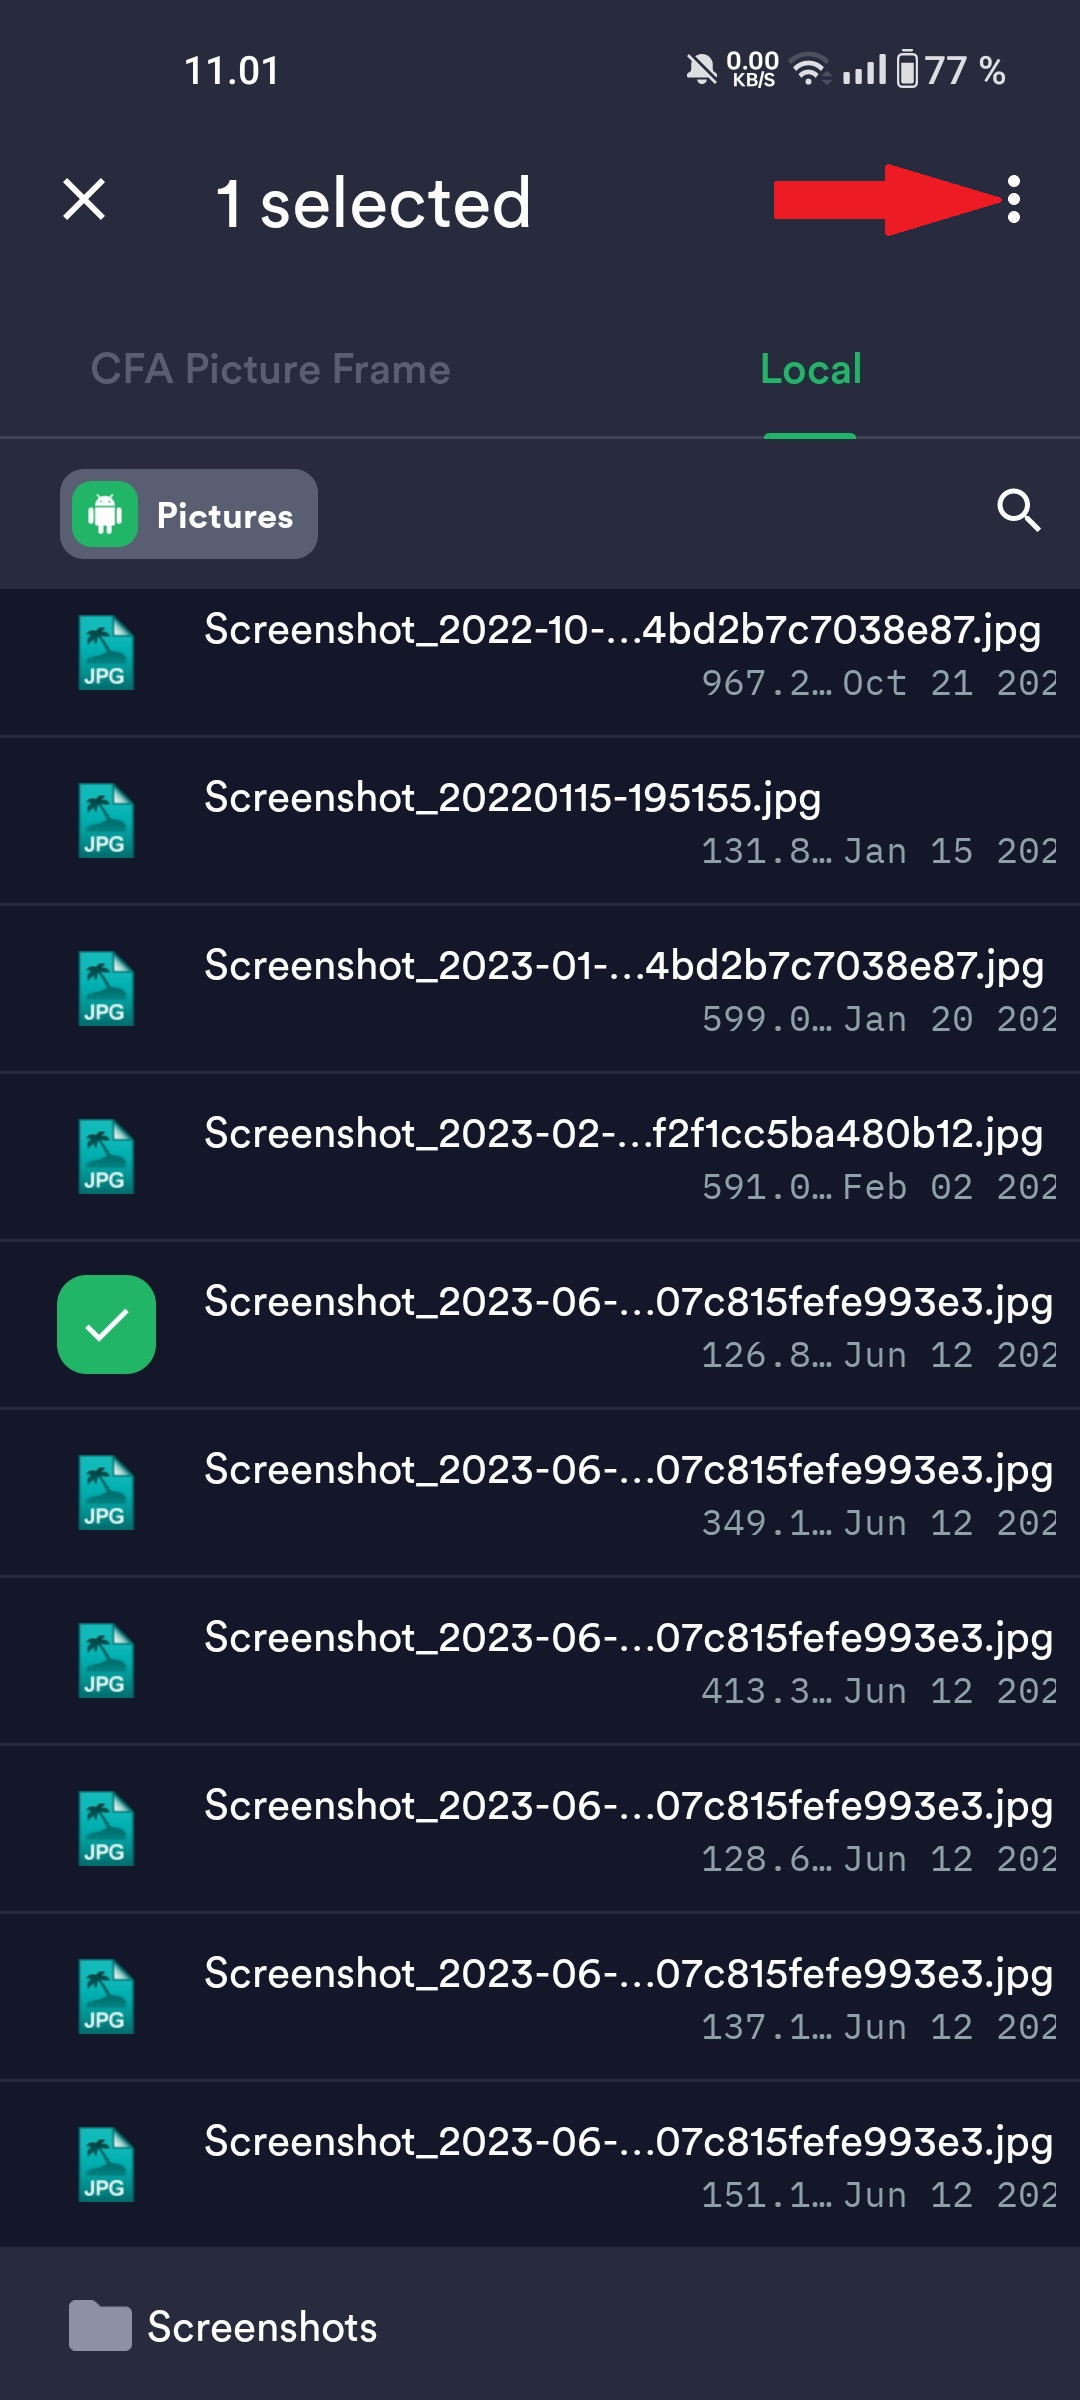 11.01
0.00
KB/S
77 %
1 selected
CFA Picture Frame
Local
Pictures
Screenshot_2022-10-...4bd2b7c7038e87.jpg
967.2… Oct 21 202
JPG
Screenshot_20220115-195155.jpg
131.8… Jan 15 202
JPG
Screenshot_2023-01-...4bd2b7c7038e87.jpg
599.0… Jan 20 202
JPG
Screenshot_2023-02-...f2f1cc5ba480b12.jpg
591.0… Feb 02 202
JPG
Screenshot_2023-06-...07c815fefe993e3.jpg
126.8… Jun 12 202
Screenshot_2023-06-...07c815fefe993e3.jpg
349.1… Jun 12 202
JPG
Screenshot_2023-06-...07c815fefe993e3.jpg
413.3… Jun 12 202
JPG
Screenshot_2023-06-...07c815fefe993e3.jpg
128.6… Jun 12 202
JPG
Screenshot_2023-06-...07c815fefe993e3.jpg
137.1… Jun 12 202
JPG
Screenshot_2023-06-...07c815fefe993e3.jpg
151.1… Jun 12 202
JPG
Screenshots